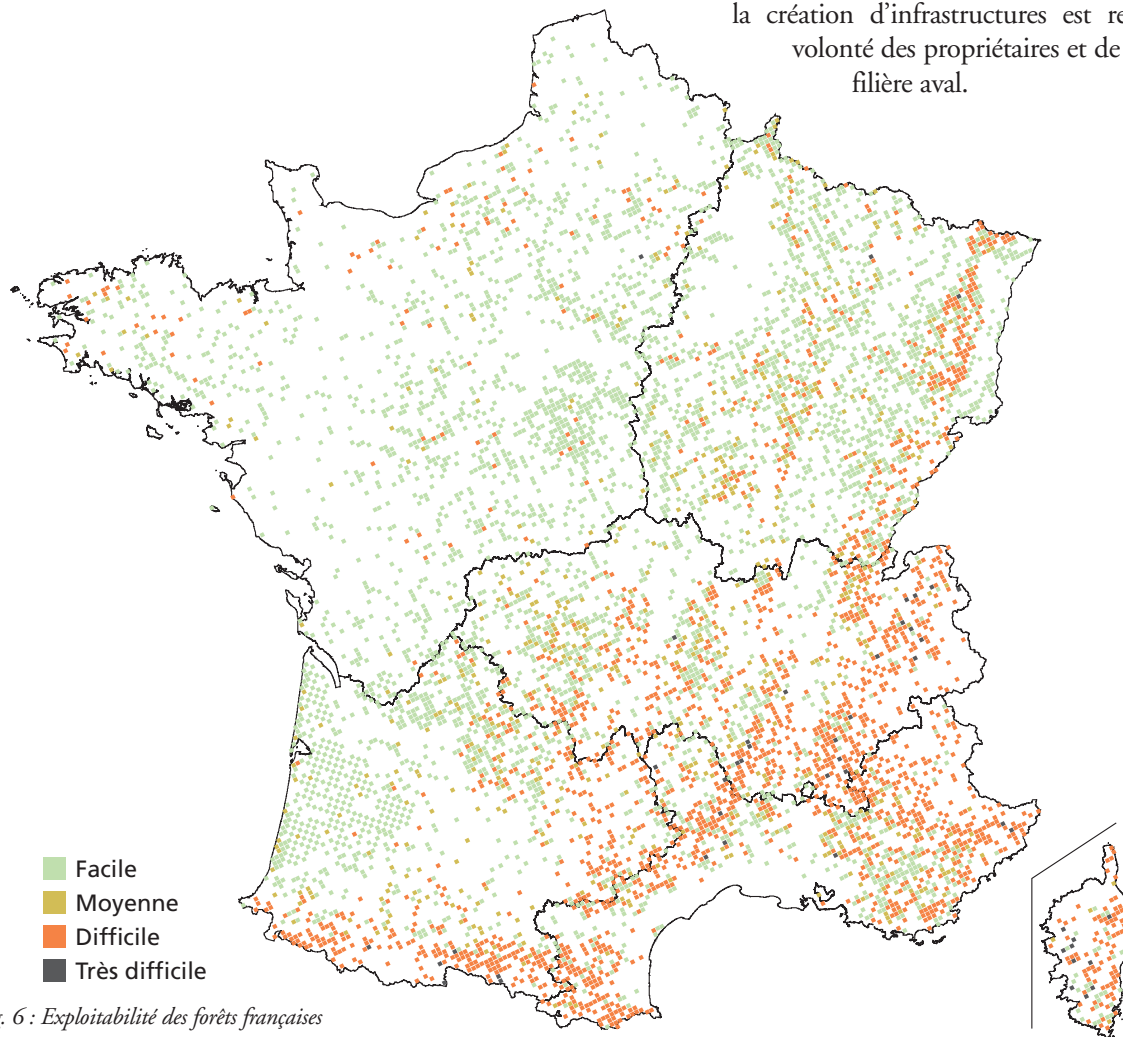 la création d’infrastructures est re
volonté des propriétaires et de
filière aval.
Facile
Moyenne
Difficile
Très difficile
. 6 : Exploitabilité des forêts françaises